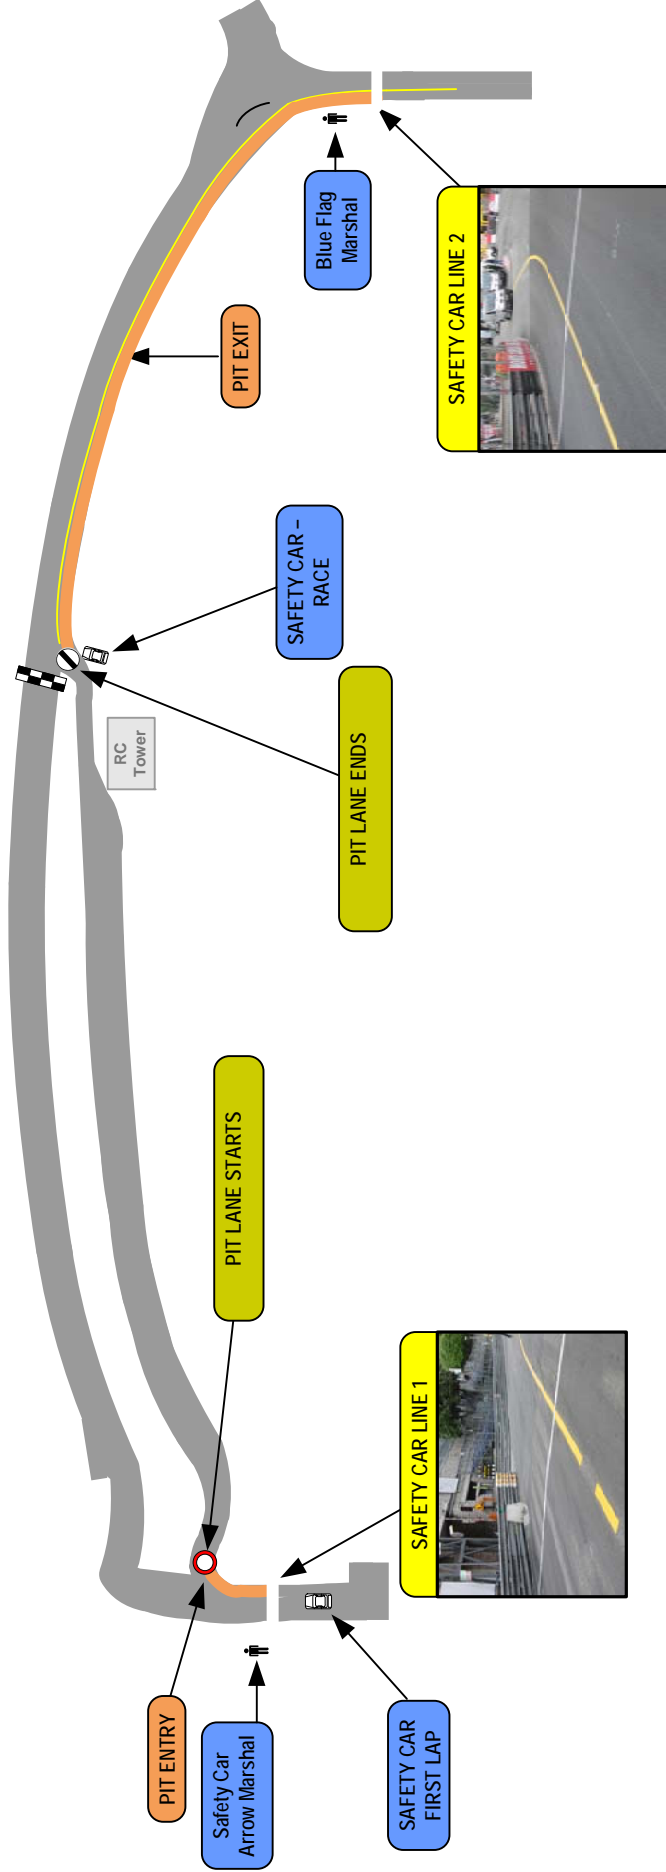 Blue Flag
Marshal
SAFETY CAR LINE 2
PIT EXIT
SAFETY CAR –
RACE
RC
Tower
PIT LANE ENDS
PIT LANE STARTS
SAFETY CAR LINE 1
PIT ENTRY
Safety Car
Arrow Marshal
SAFETY CAR
FIRST LAP